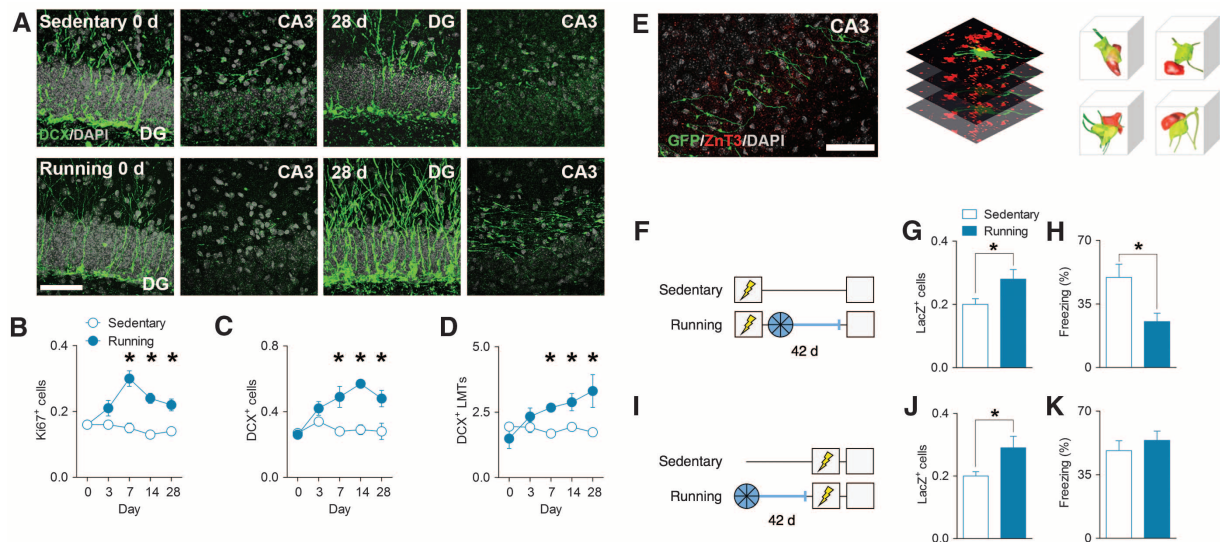 A
Sedentary 0 d
DCX/DAPI
DG
CA3
28 d
DG
CA3
Running 0 d
DG
CA3
28 d
DG
CA3
B
Sedentary
Running
Ki67+ cells
0.4
0.2
0.0
* * *
0 3 7 14 28
Day
C
DCX+ cells
0.8
0.4
0.0
* * *
0 3 7 14 28
Day
D
DCX+ LMTs
5.0
2.5
0.0
* * *
0 3 7 14 28
Day
E
CA3
GFP/ZnT3/DAPI
F
Sedentary
Running
42 d
G
Sedentary
Running
LacZ+ cells
0.4
0.2
0.0
*
H
Freezing (%)
70
35
0
*
I
Sedentary
Running
42 d
J
LacZ+ cells
0.4
0.2
0.0
*
K
Freezing (%)
70
35
0